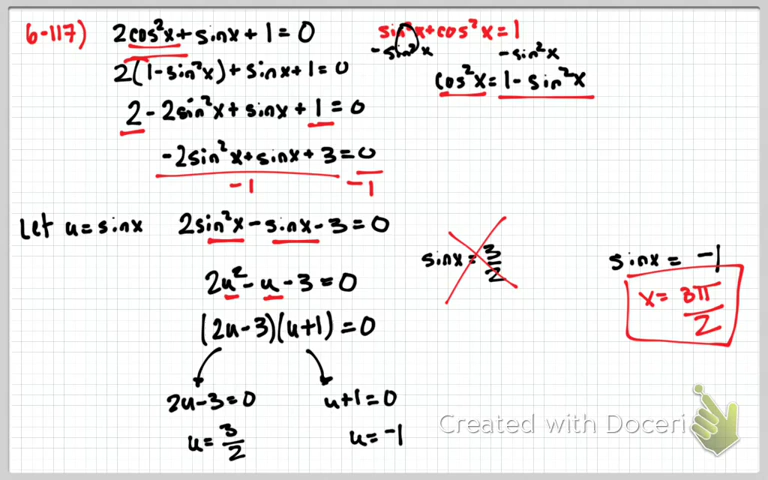 6-117) 2cos²x + sinx + 1 = 0
2(1-sin²x) + sinx + 1 = 0
2 - 2sin²x + sinx + 1 = 0
-2sin²x + sinx + 3 = 0
-1 -1
sin²x + cos²x = 1
-sin²x -sin²x
cos²x = 1 - sin²x
Let u = sinx 2sin²x - sinx - 3 = 0
2u² - u - 3 = 0
(2u-3)(u+1) = 0
2u-3=0 u+1=0
u = 3/2 u = -1
sinx = 3/2
sinx = -1
x = 3π/2
Created with Doceri